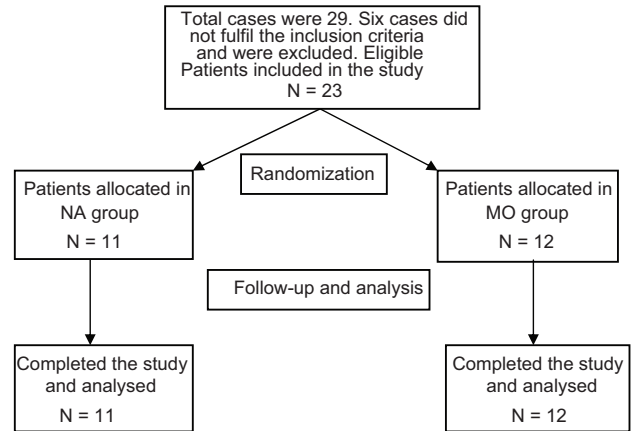 Total cases were 29. Six cases did
not fulfil the inclusion criteria
and were excluded. Eligible
Patients included in the study
N = 23
Randomization
Patients allocated in
NA group
N = 11
Patients allocated in
MO group
N = 12
Follow-up and analysis
Completed the study
and analysed
N = 11
Completed the study
and analysed
N = 12